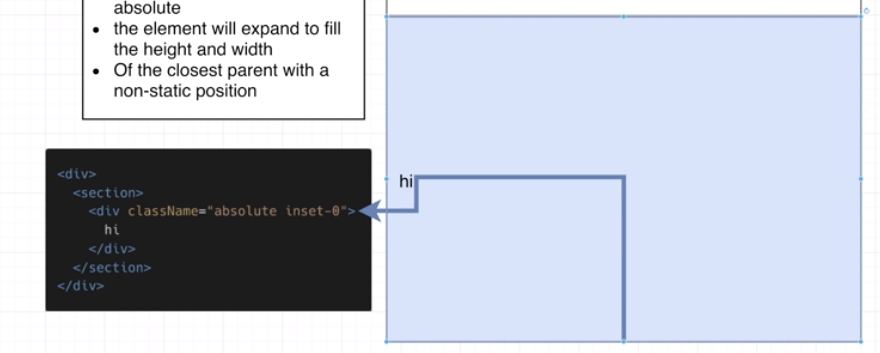 absolute
• the element will expand to fill
the height and width
• Of the closest parent with a
non-static position
hi
<div>
<section>
<div className="absolute inset-0">
hi
</div>
</section>
</div>